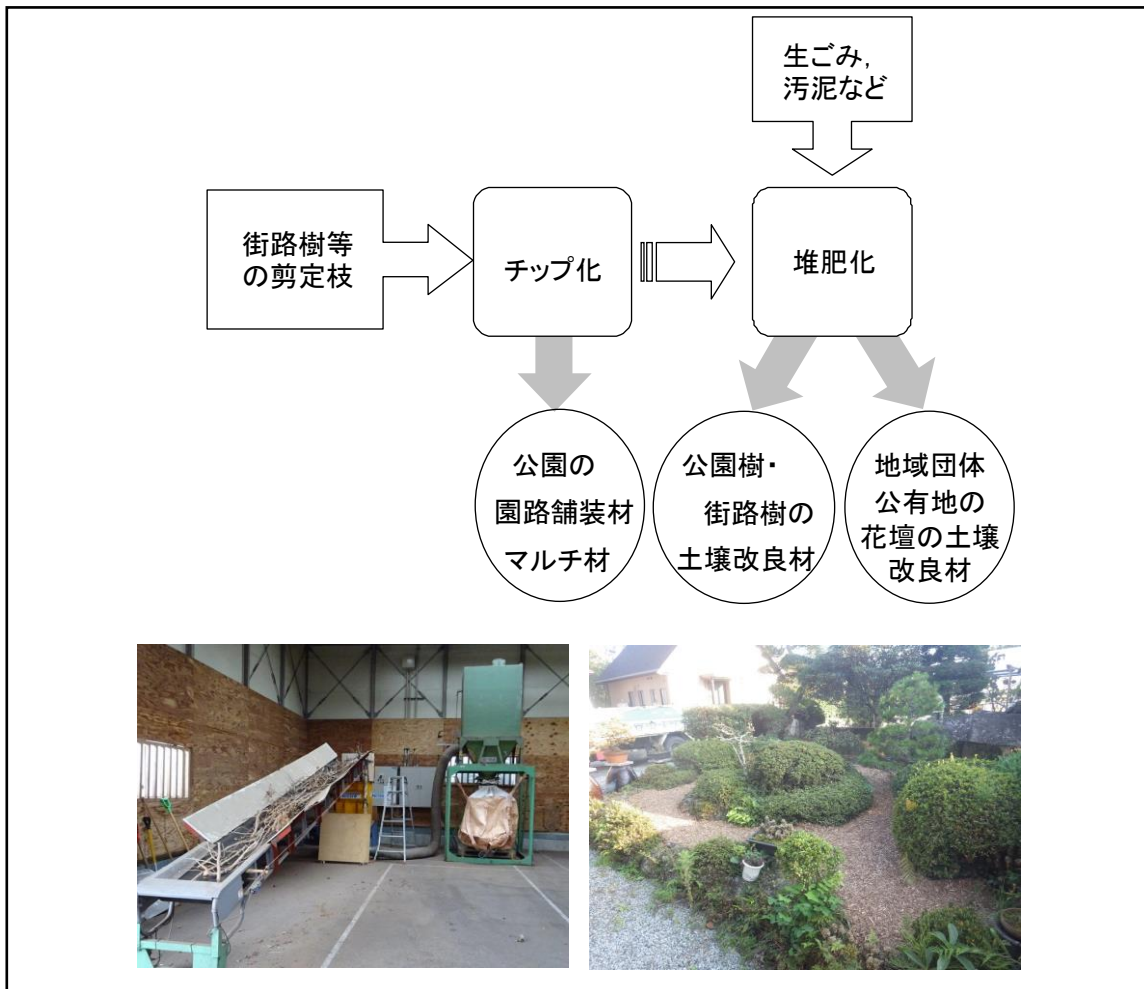 生ごみ,
汚泥など
街路樹等
の剪定枝
チップ化
堆肥化
公園の
園路舗装材
マルチ材
公園樹・
街路樹の
土壌改良材
地域団体
公有地の
花壇の土壌
改良材